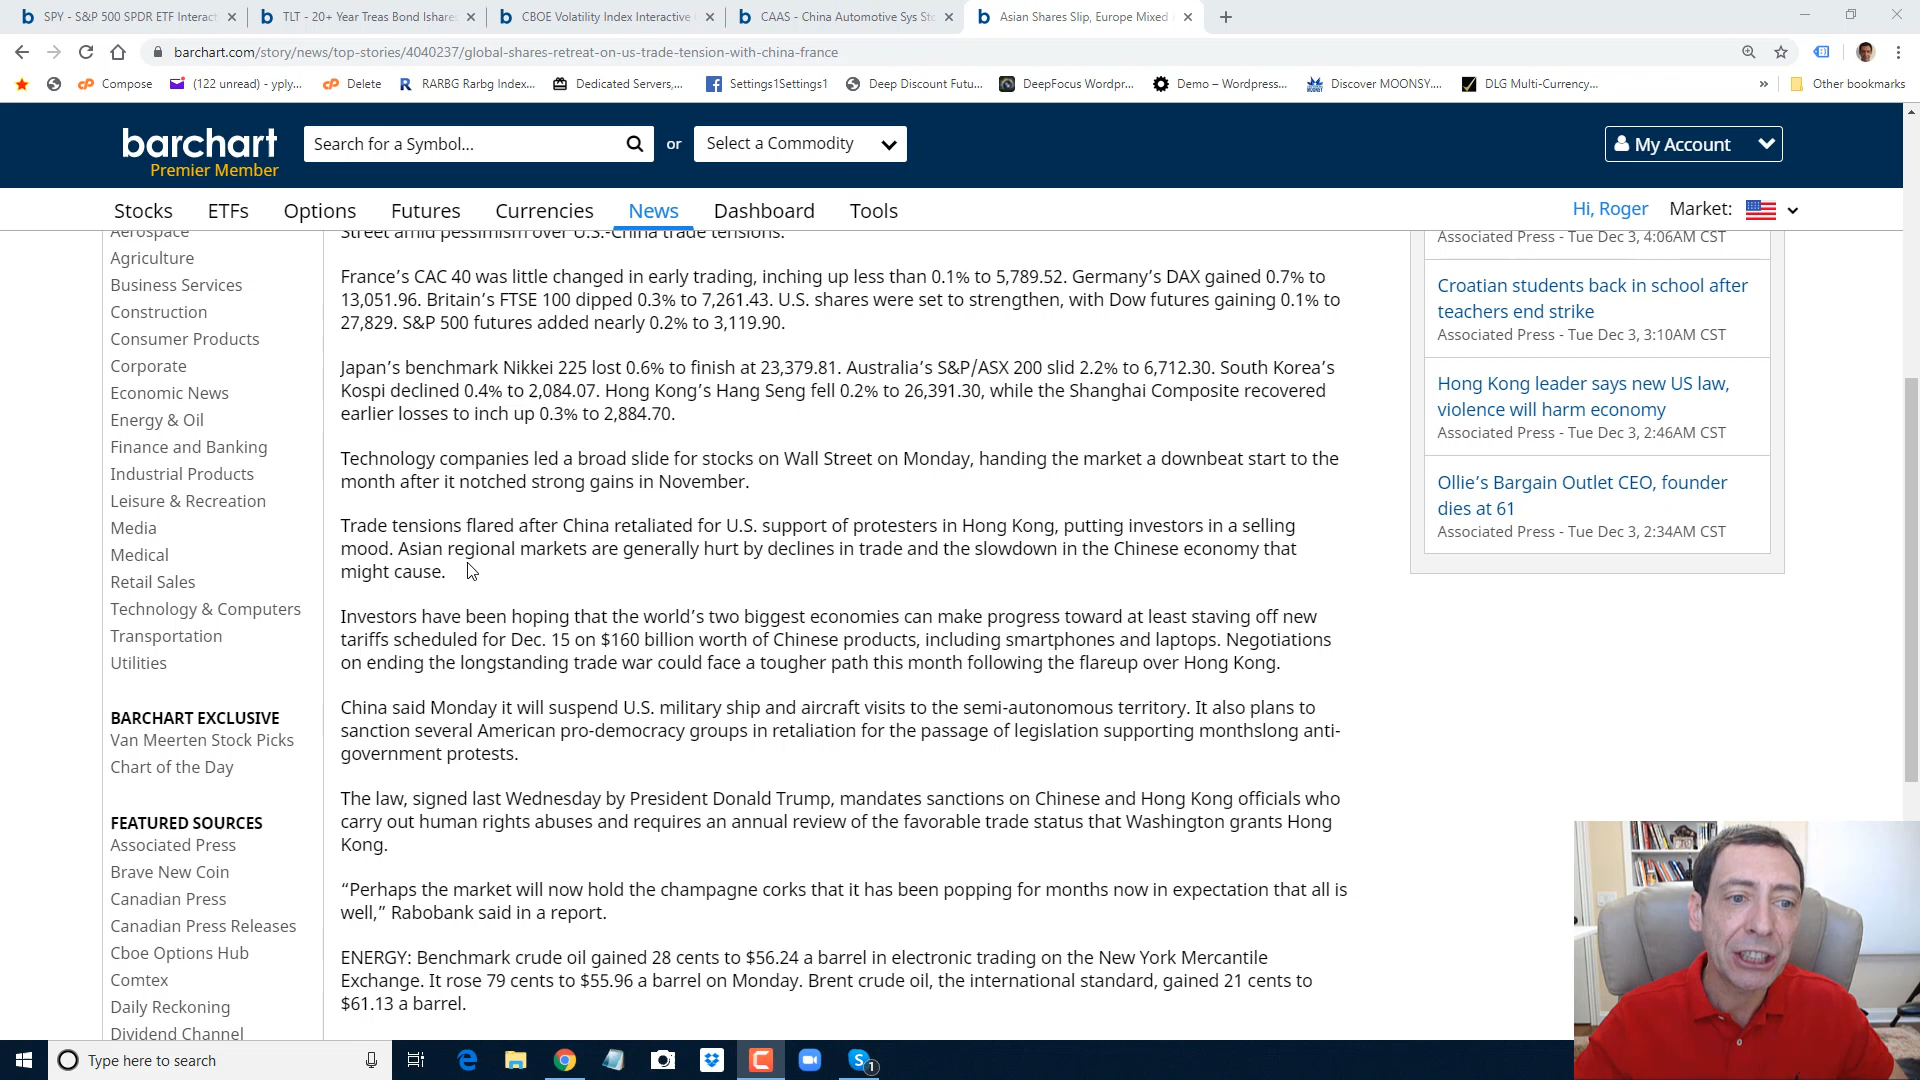 SPY - S&P 500 SPDR ETF Interact
TLT - 20+ Year Treas Bond Ishares
CBOE Volatility Index Interactive
CAAS - China Automotive Sys Sto
Asian Shares Slip, Europe Mixed
barchart.com/story/news/top-stories/4040237/global-shares-retreat-on-us-trade-tension-with-china-france
Compose
(122 unread) - yply...
Delete
RARBG Rarbg Index...
Dedicated Servers,...
Settings1Settings1
Deep Discount Futu...
DeepFocus Wordpr...
Demo – Wordpress...
Discover MOONSY....
DLG Multi-Currency...
»
Other bookmarks
barchart
Premier Member
Search for a Symbol...
or
Select a Commodity
My Account
Stocks
ETFs
Options
Futures
Currencies
News
Dashboard
Tools
Hi, Roger
Market:
Aerospace
Agriculture
Business Services
Construction
Consumer Products
Corporate
Economic News
Energy & Oil
Finance and Banking
Industrial Products
Leisure & Recreation
Media
Medical
Retail Sales
Technology & Computers
Transportation
Utilities
BARCHART EXCLUSIVE
Van Meerten Stock Picks
Chart of the Day
FEATURED SOURCES
Associated Press
Brave New Coin
Canadian Press
Canadian Press Releases
Cboe Options Hub
Comtex
Daily Reckoning
Dividend Channel
Street amid pessimism over U.S.-China trade tensions.
France's CAC 40 was little changed in early trading, inching up less than 0.1% to 5,789.52. Germany's DAX gained 0.7% to
13,051.96. Britain's FTSE 100 dipped 0.3% to 7,261.43. U.S. shares were set to strengthen, with Dow futures gaining 0.1% to
27,829. S&P 500 futures added nearly 0.2% to 3,119.90.
Japan's benchmark Nikkei 225 lost 0.6% to finish at 23,379.81. Australia's S&P/ASX 200 slid 2.2% to 6,712.30. South Korea's
Kospi declined 0.4% to 2,084.07. Hong Kong's Hang Seng fell 0.2% to 26,391.30, while the Shanghai Composite recovered
earlier losses to inch up 0.3% to 2,884.70.
Technology companies led a broad slide for stocks on Wall Street on Monday, handing the market a downbeat start to the
month after it notched strong gains in November.
Trade tensions flared after China retaliated for U.S. support of protesters in Hong Kong, putting investors in a selling
mood. Asian regional markets are generally hurt by declines in trade and the slowdown in the Chinese economy that
might cause.
Investors have been hoping that the world's two biggest economies can make progress toward at least staving off new
tariffs scheduled for Dec. 15 on $160 billion worth of Chinese products, including smartphones and laptops. Negotiations
on ending the longstanding trade war could face a tougher path this month following the flareup over Hong Kong.
China said Monday it will suspend U.S. military ship and aircraft visits to the semi-autonomous territory. It also plans to
sanction several American pro-democracy groups in retaliation for the passage of legislation supporting monthslong anti-
government protests.
The law, signed last Wednesday by President Donald Trump, mandates sanctions on Chinese and Hong Kong officials who
carry out human rights abuses and requires an annual review of the favorable trade status that Washington grants Hong
Kong.
“Perhaps the market will now hold the champagne corks that it has been popping for months now in expectation that all is
well,” Rabobank said in a report.
ENERGY: Benchmark crude oil gained 28 cents to $56.24 a barrel in electronic trading on the New York Mercantile
Exchange. It rose 79 cents to $55.96 a barrel on Monday. Brent crude oil, the international standard, gained 21 cents to
$61.13 a barrel.
Associated Press - Tue Dec 3, 4:06AM CST
Croatian students back in school after
teachers end strike
Associated Press - Tue Dec 3, 3:10AM CST
Hong Kong leader says new US law,
violence will harm economy
Associated Press - Tue Dec 3, 2:46AM CST
Ollie's Bargain Outlet CEO, founder
dies at 61
Associated Press - Tue Dec 3, 2:34AM CST
Type here to search
1